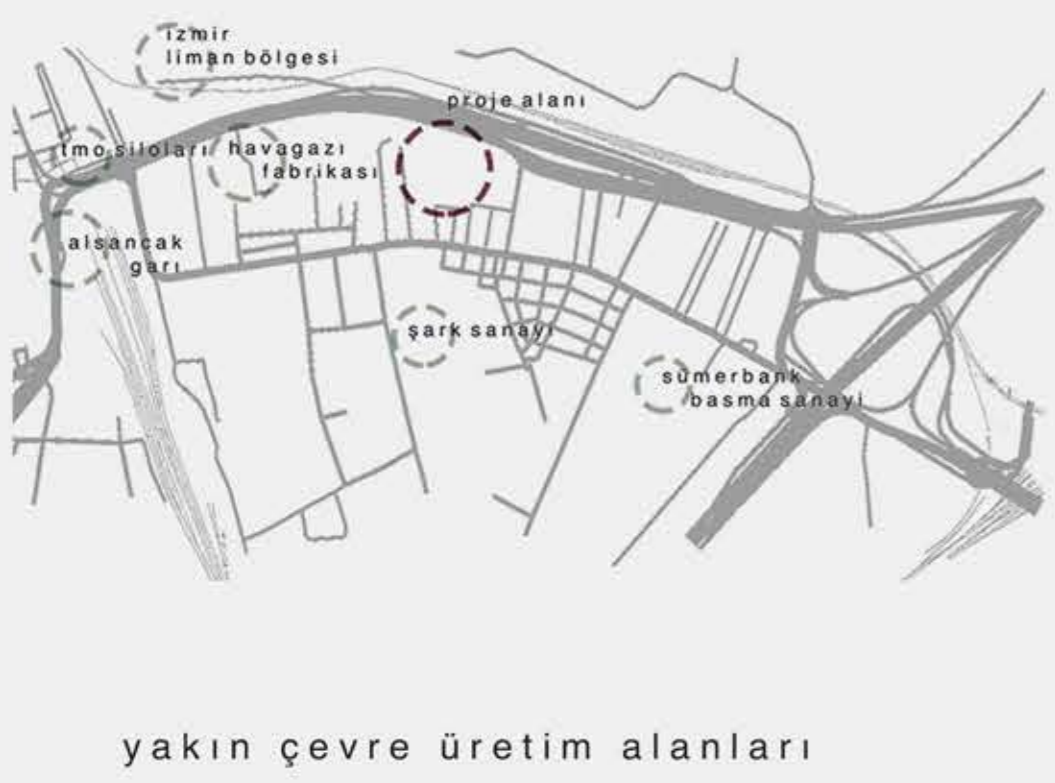 izmir
liman bölgesi
proje alanı
tmo siloları
havagazı
fabrikası
alsancak
garı
şark sanayi
sümerbank
basma sanayi
yakın çevre üretim alanları